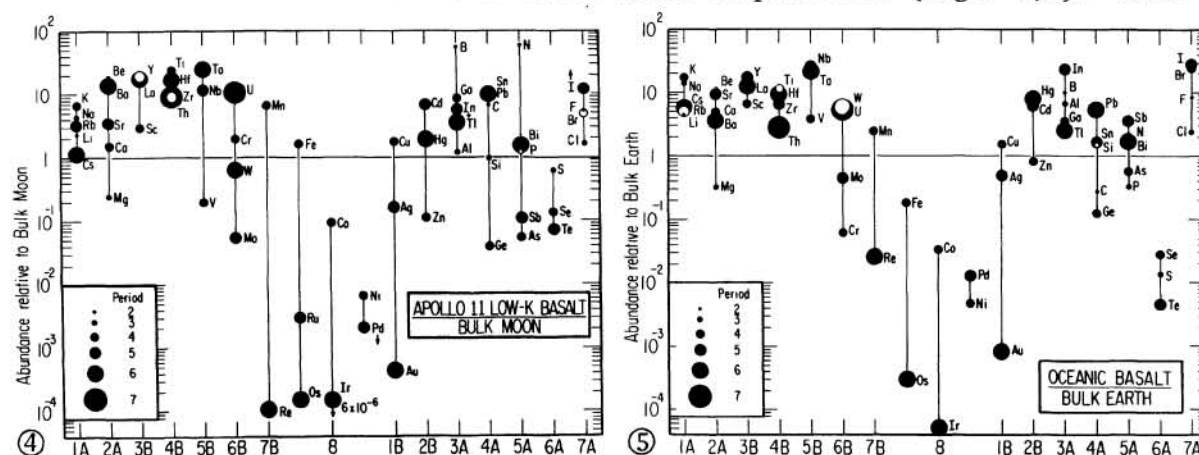 Abundance relative to Bulk Moon
10²
10
1
10⁻¹
10⁻²
10⁻³
10⁻⁴
K
Na
Rb
Li
Cs
Be
Ba
Sr
Ca
Mg
Y
La
Sc
Ti
Hf
Zr
Th
Ta
Nb
V
U
Cr
W
Mo
Mn
Re
Fe
Ru
Os
Co
Ir
6 x 10⁻⁶
Ni
Pd
Cu
Ag
Au
Cd
Hg
Zn
B
Ga
In
Tl
Al
Sn
Pb
C
Si
Ge
N
Bi
P
Sb
As
S
Se
Te
I
F
Br
Cl
Period
2
3
4
5
6
7
APOLLO 11 LOW-K BASALT
BULK MOON
④ 1A 2A 3B 4B 5B 6B 7B 8 1B 2B 3A 4A 5A 6A 7A
Abundance relative to Bulk Earth
10²
10
1
10⁻¹
10⁻²
10⁻³
10⁻⁴
K
Na
Cs
Rb
Li
Be
Sr
Ca
Ba
Mg
Y
La
Sc
Ti
Hf
Zr
Th
Nb
Ta
V
W
U
Mo
Cr
Mn
Re
Fe
Os
Co
Ir
Pd
Ni
Cu
Ag
Au
Hg
Cd
Zn
In
B
Al
Ga
Tl
Pb
Sn
Si
C
Ge
Sb
N
Bi
As
P
Se
S
Te
I
Br
F
Cl
Period
2
3
4
5
6
7
OCEANIC BASALT
BULK EARTH
⑤ 1A 2A 3B 4B 5B 6B 7B 8 1B 2B 3A 4A 5A 6A 7A